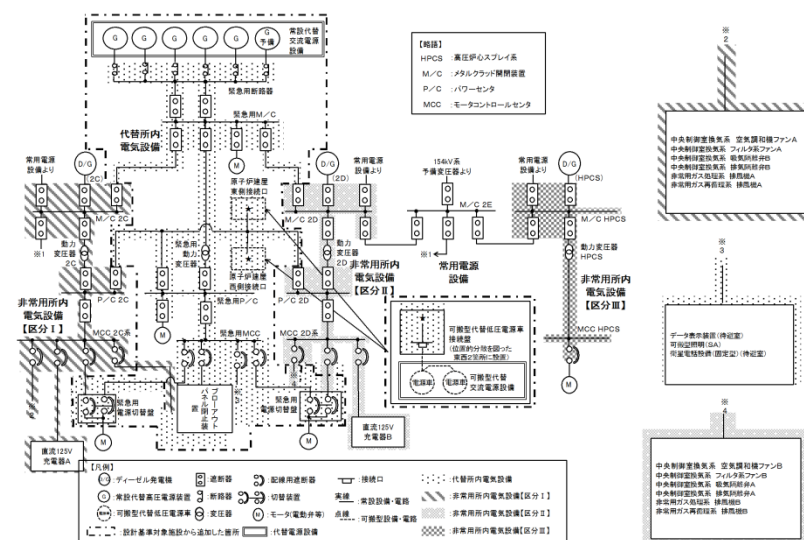 G
G
G
G
G
G
予備
常設代替
交流電源
設備
緊急用断路器
緊急用M/C
代替所内
電気設備
【略語】
HPCS :高圧炉心スプレイ系
M/C :メタルクラッド開閉装置
P/C :パワーセンタ
MCC :モータコントロールセンタ
常用電源
設備より
D/G
(2C)
M
D/G
(2D)
常用電源
設備より
154kV系
予備変圧器より
常用電源
設備より
D/G
(HPCS)
原子炉建屋
東側接続口
M/C 2C
M/C 2D
M/C 2E
M/C HPCS
※1
動力
変圧器
2C
緊急用
動力
変圧器
原子炉建屋
西側接続口
動力
変圧器
2D
※1
常用電源
設備
動力変圧器
HPCS
非常用所内
電気設備
【区分Ⅰ】
非常用所内
電気設備
【区分Ⅱ】
非常用所内
電気設備
【区分Ⅲ】
P/C 2C
緊急用P/C
P/C 2D
M
MCC 2C系
緊急用MCC
MCC 2D系
MCC HPCS
可搬型代替低圧電源車
接続盤
(位置的分散を図った
東西2箇所に設置)
電源車
電源車
可搬型代替
交流電源設備
M
※2
※3
※4
緊急用
電源切替盤
ブローアウト
パネル閉止装
置
緊急用
電源切替盤
M
M
直流125V
充電器A
直流125V
充電器B
【凡例】
D/G :ディーゼル発電機
:遮断器
:配線用遮断器
:接続口
:代替所内電気設備
G :常設代替高圧電源装置
:断路器
:切替装置
実線 :常設設備・電路
:非常用所内電気設備【区分Ⅰ】
電源車 :可搬型代替低圧電源車
:変圧器
M :モータ(電動弁等)
点線 :可搬型設備・電路
:非常用所内電気設備【区分Ⅱ】
:設計基準対象施設から追加した箇所
:代替電源設備
:非常用所内電気設備【区分Ⅲ】
※
2
中央制御室換気系 空気調和機ファンA
中央制御室換気系 フィルタ系ファンA
中央制御室換気系 吸気隔離弁B
中央制御室換気系 排気隔離弁B
非常用ガス処理系 排風機A
非常用ガス再循環系 排風機A
※
3
データ表示装置(待避室)
可搬型照明(SA)
衛星電話設備(固定型)(待避室)
※
4
中央制御室換気系 空気調和機ファンB
中央制御室換気系 フィルタ系ファンB
中央制御室換気系 吸気隔離弁A
中央制御室換気系 排気隔離弁A
非常用ガス処理系 排風機B
非常用ガス再循環系 排風機B